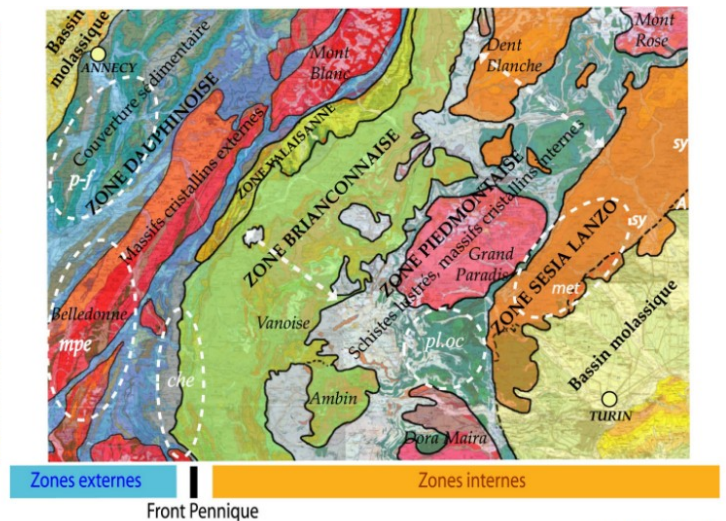 Bassin
molassique
ANNECY
Couverture sédimentaire
ZONE DAUPHINOISE
p-f
Massifs cristallins externes
Mont
Blanc
ZONE VALAISANNE
ZONE BRIANCONNAISE
Dent
Blanche
Mont
Rose
sy
ZONE PIEDMONTAISE
Schistes lustrés, massifs cristallins internes
Grand
Paradis
ZONE SESIA LANZO
sy
A
met
Belledonne
mpe
Vanoise
che
pl.oc
Ambin
Dora Maira
Bassin molassique
TURIN
Zones externes
Zones internes
Front Pennique